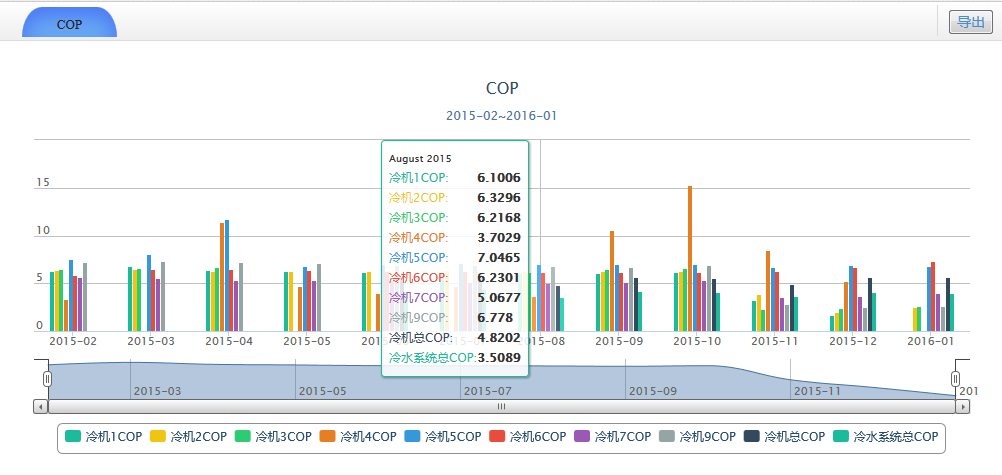 COP
导出
COP
2015-02~2016-01
August 2015
冷机1COP: 6.1006
冷机2COP: 6.3296
冷机3COP: 6.2168
冷机4COP: 3.7029
冷机5COP: 7.0465
冷机6COP: 6.2301
冷机7COP: 5.0677
冷机9COP: 6.778
冷机总COP: 4.8202
冷水系统总COP: 3.5089
15
10
5
0
2015-02 2015-03 2015-04 2015-05 2015-08 2015-09 2015-10 2015-11 2015-12 2016-01
2015-03 2015-05 2015-07 2015-09 2015-11 201
冷机1COP 冷机2COP 冷机3COP 冷机4COP 冷机5COP 冷机6COP 冷机7COP 冷机9COP 冷机总COP 冷水系统总COP